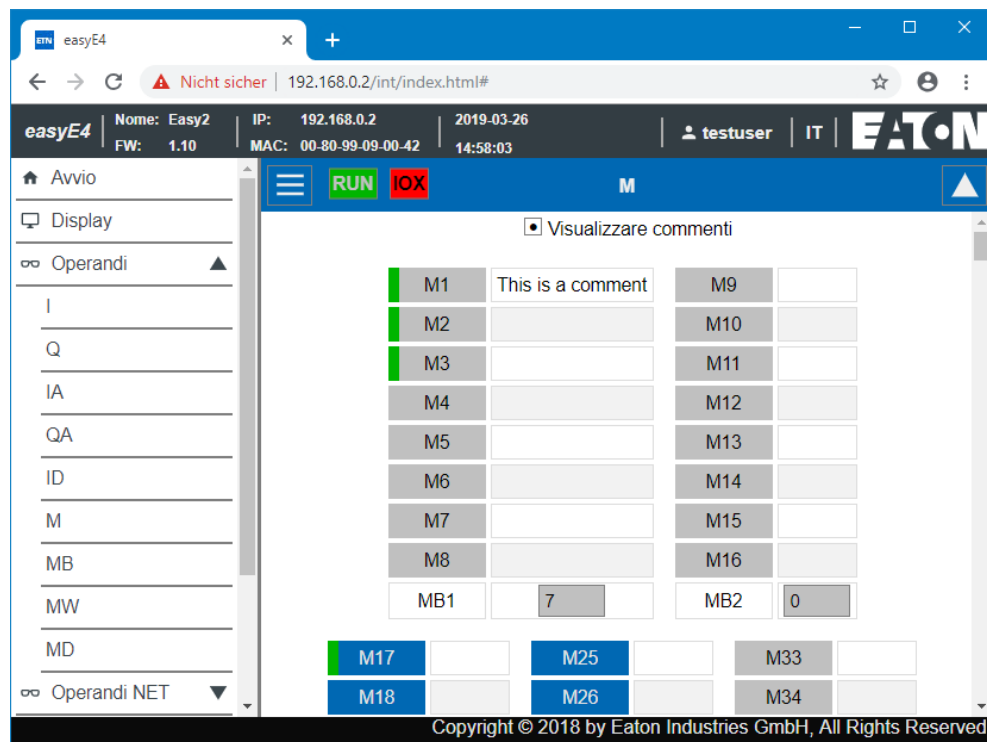 ETN easyE4
Nicht sicher | 192.168.0.2/int/index.html#
easyE4
Nome: Easy2
FW: 1.10
IP: 192.168.0.2
MAC: 00-80-99-09-00-42
2019-03-26
14:58:03
testuser
IT
EATON
Avvio
Display
Operandi
I
Q
IA
QA
ID
M
MB
MW
MD
Operandi NET
RUN IOX M
Visualizzare commenti
M1 This is a comment M9
M2 M10
M3 M11
M4 M12
M5 M13
M6 M14
M7 M15
M8 M16
MB1 7 MB2 0
M17 M25 M33
M18 M26 M34
Copyright © 2018 by Eaton Industries GmbH, All Rights Reserved